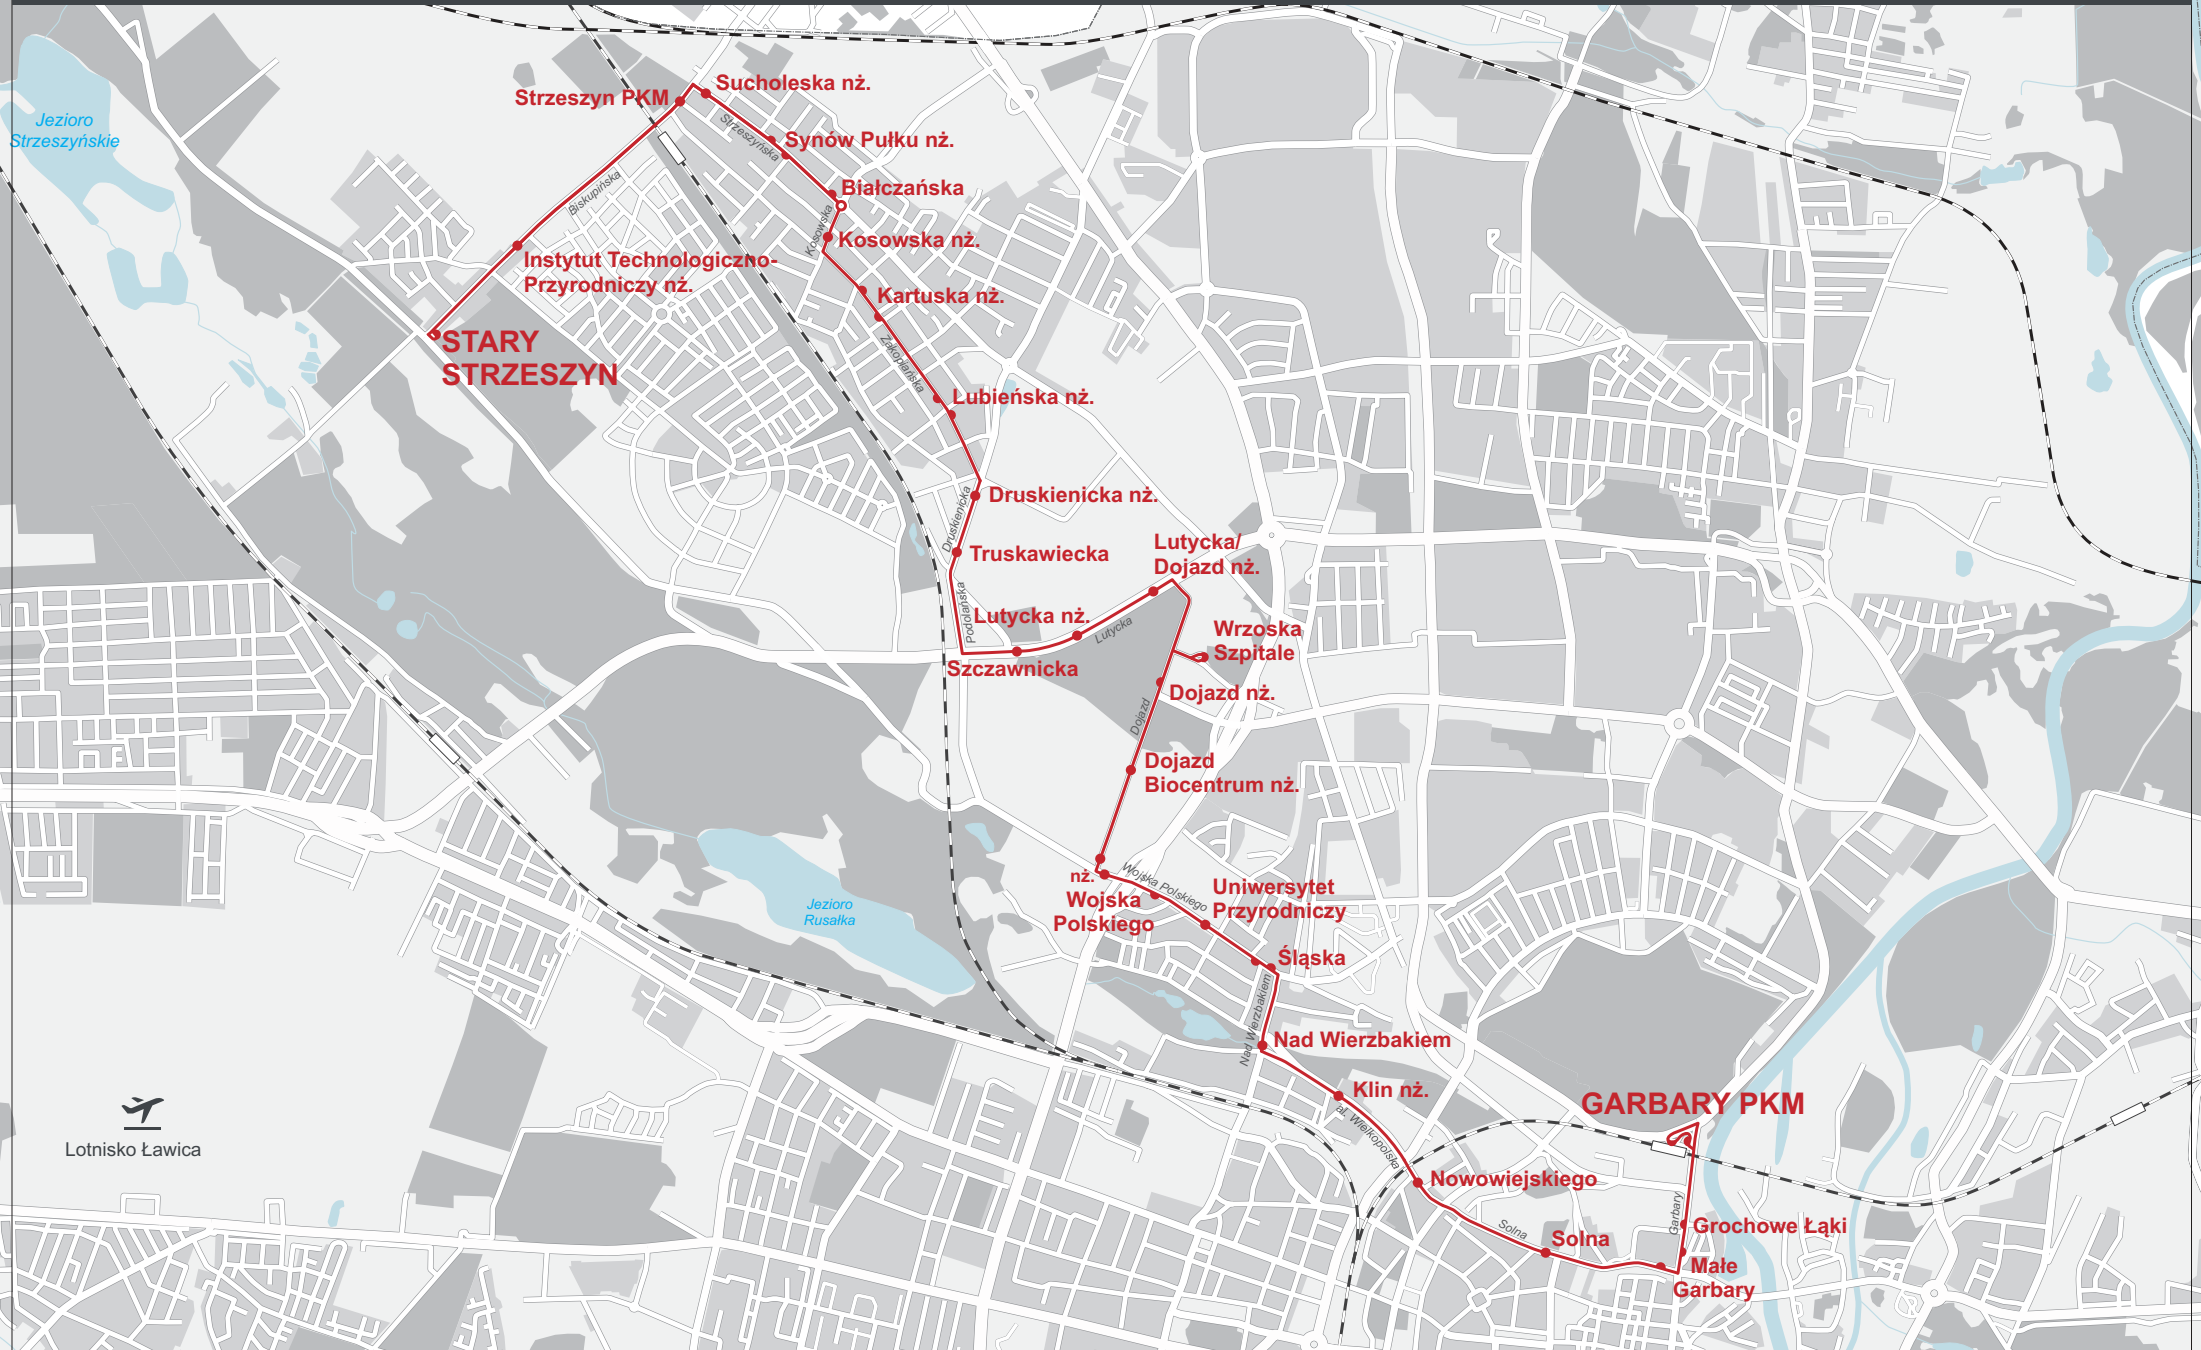 Sucholeska nż.
Strzeszyn PKM
Jezioro
Strzeszyńskie
Strzeszyńska
Synów Pułku nż.
Biskupińska
Białczańska
Kosowska
Kosowska nż.
Instytut Technologiczno-
Przyrodniczy nż.
Kartuska nż.
STARY
STRZESZYN
Zakopiańska
Lubieńska nż.
Druskienicka nż.
Druskienicka
Truskawiecka
Lutycka/
Dojazd nż.
Podolańska
Lutycka nż.
Lutycka
Wrzoska
Szpitale
Szczawnicka
Dojazd nż.
Dojazd
Dojazd
Biocentrum nż.
nż.
Wojska
Polskiego
Wojska Polskiego
Uniwersytet
Przyrodniczy
Jezioro
Rusałka
Śląska
Nad Wierzbakiem
Nad Wierzbakiem
Klin nż.
al. Wielkopolska
GARBARY PKM
Lotnisko Ławica
Nowowiejskiego
Garbary
Grochowe Łąki
Solna
Solna
Małe
Garbary